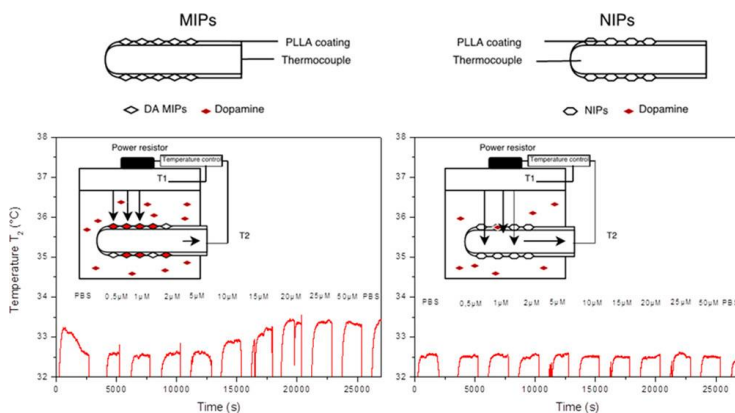 MIPs
PLLA coating
Thermocouple
DA MIPs
Dopamine
38
37
36
35
34
33
32
Temperature T2 (°C)
Power resistor
Temperature control
T1
T2
PBS 0.5µM 1µM 2µM 5µM 10µM 15µM 20µM 25µM 50µM PBS
0 5000 10000 15000 20000 25000
Time (s)
NIPs
PLLA coating
Thermocouple
NIPs
Dopamine
38
37
36
35
34
33
32
Power resistor
Temperature control
T1
T2
PBS 0.5µM 1µM 2µM 5µM 10µM 15µM 20µM 25µM 50µM PBS
0 5000 10000 15000 20000 25000
Time (s)